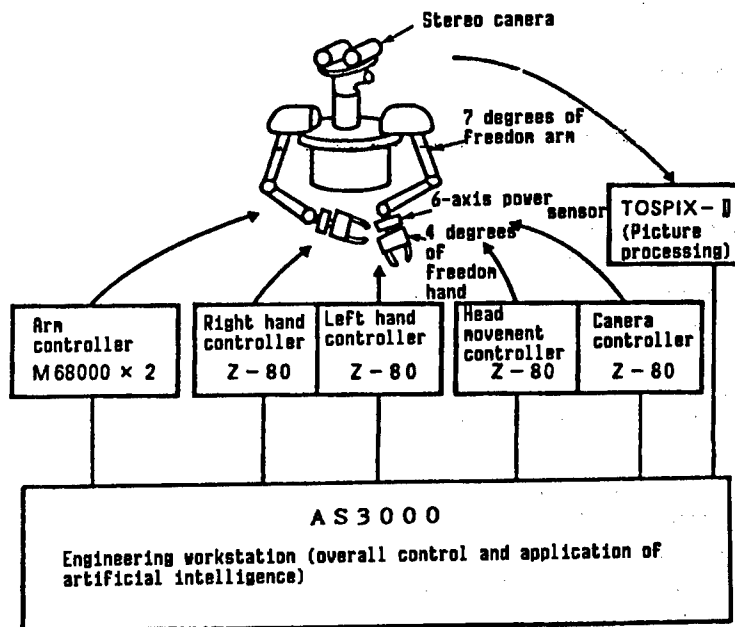 Stereo camera
7 degrees of
freedom arm
6-axis power
sensor
4 degrees
of
freedom
hand
TOSPIX-II
(Picture
processing)
Arm
controller
M68000 × 2
Right hand
controller
Z-80
Left hand
controller
Z-80
Head
movement
controller
Z-80
Camera
controller
Z-80
AS3000
Engineering workstation (overall control and application of
artificial intelligence)